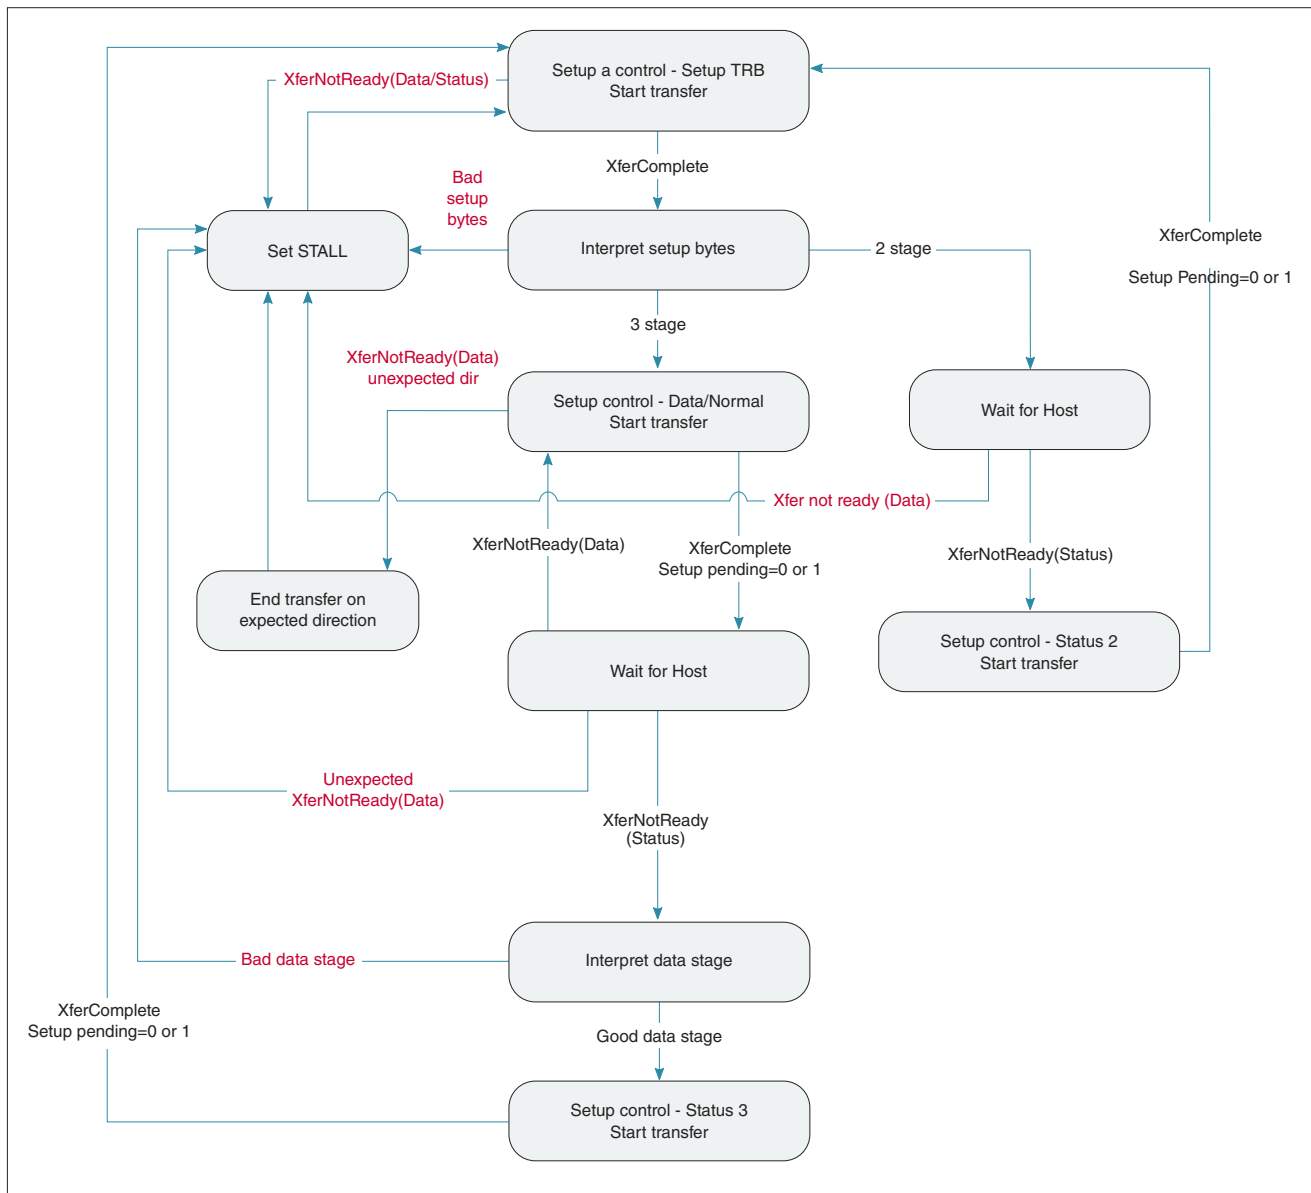 Setup a control - Setup TRB
Start transfer
XferNotReady(Data/Status)
XferComplete
Bad
setup
bytes
Set STALL
Interpret setup bytes
2 stage
XferComplete
Setup Pending=0 or 1
3 stage
XferNotReady(Data)
unexpected dir
Setup control - Data/Normal
Start transfer
Wait for Host
Xfer not ready (Data)
XferNotReady(Data)
XferComplete
Setup pending=0 or 1
XferNotReady(Status)
End transfer on
expected direction
Setup control - Status 2
Start transfer
Wait for Host
Unexpected
XferNotReady(Data)
XferNotReady
(Status)
Bad data stage
Interpret data stage
XferComplete
Setup pending=0 or 1
Good data stage
Setup control - Status 3
Start transfer